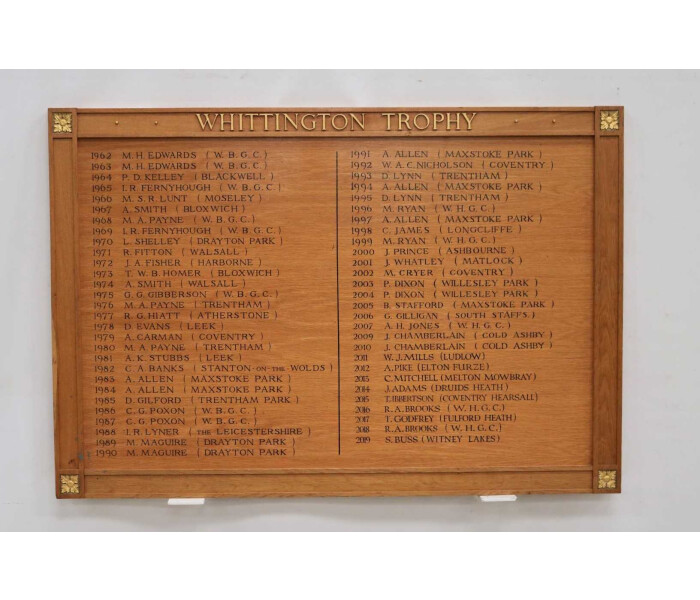 WHITTINGTON TROPHY
1962 M. H. EDWARDS ( W. B. G. C. )
1963 M. H. EDWARDS ( W. B. G. C. )
1964 P. D. KELLEY ( BLACKWELL )
1965 I. R. FERNYHOUGH ( W. B. G. C. )
1966 M. S. R. LUNT ( MOSELEY )
1967 A. SMITH ( BLOXWICH )
1968 M. A. PAYNE ( W. B. G. C. )
1969 I. R. FERNYHOUGH ( W. B. G. C. )
1970 L. SHELLEY ( DRAYTON PARK )
1971 R. FITTON ( WALSALL )
1972 J. A. FISHER ( HARBORNE )
1973 T. W. B. HOMER ( BLOXWICH )
1974 A. SMITH ( WALSALL )
1975 G. G. GIBBERSON ( W. B. G. C. )
1976 M. A. PAYNE ( TRENTHAM )
1977 R. G. HIATT ( ATHERSTONE )
1978 D. EVANS ( LEEK )
1979 A. CARMAN ( COVENTRY )
1980 M. A. PAYNE ( TRENTHAM )
1981 A. K. STUBBS ( LEEK )
1982 C. A. BANKS ( STANTON-ON-THE-WOLDS )
1983 A. ALLEN ( MAXSTOKE PARK )
1984 A. ALLEN ( MAXSTOKE PARK )
1985 D. GILFORD ( TRENTHAM PARK )
1986 C. G. POXON ( W. B. G. C. )
1987 C. G. POXON ( W. B. G. C. )
1988 I. R. LYNER ( THE LEICESTERSHIRE )
1989 M. MAGUIRE ( DRAYTON PARK )
1990 M. MAGUIRE ( DRAYTON PARK )
1991 A. ALLEN ( MAXSTOKE PARK )
1992 W. A. C. NICHOLSON ( COVENTRY )
1993 D. LYNN ( TRENTHAM )
1994 A. ALLEN ( MAXSTOKE PARK )
1995 D. LYNN ( TRENTHAM )
1996 M. RYAN ( W. H. G. C. )
1997 A. ALLEN ( MAXSTOKE PARK )
1998 C. JAMES ( LONGCLIFFE )
1999 M. RYAN ( W. H. G. C. )
2000 J. PRINCE ( ASHBOURNE )
2001 J. WHATLEY ( MATLOCK )
2002 M. CRYER ( COVENTRY )
2003 P. DIXON ( WILLESLEY PARK )
2004 P. DIXON ( WILLESLEY PARK )
2005 B. STAFFORD ( MAXSTOKE PARK )
2006 G. GILLIGAN ( SOUTH STAFFS. )
2007 A. H. JONES ( W. H. G. C. )
2009 J. CHAMBERLAIN ( COLD ASHBY )
2010 J. CHAMBERLAIN ( COLD ASHBY )
2011 W. J. MILLS (LUDLOW)
2012 A. PIKE (ELTON FURZE)
2013 C. MITCHELL (MELTON MOWBRAY)
2014 J. ADAMS (DRUIDS HEATH)
2015 T. IBBERTSON (COVENTRY HEARSALL)
2016 R. A. BROOKS ( W. H. G. C. )
2017 T. GODFREY (FULFORD HEATH)
2018 R. A. BROOKS ( W. H. G. C. )
2019 S. BUSS (WITNEY LAKES)